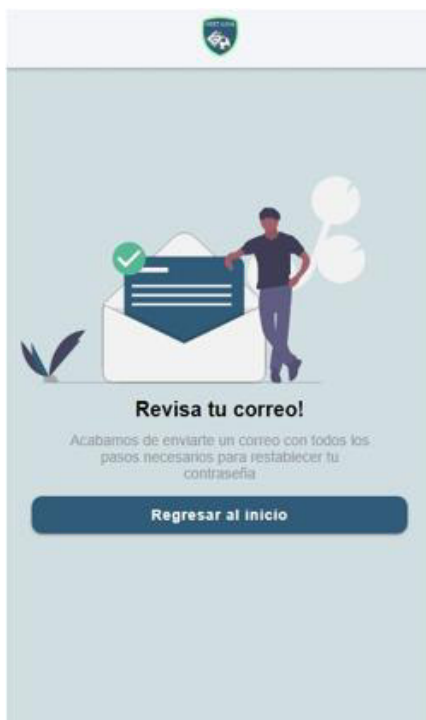 Revisa tu correo!
Acabamos de enviarte un correo con todos los
pasos necesarios para restablecer tu
contraseña
Regresar al inicio